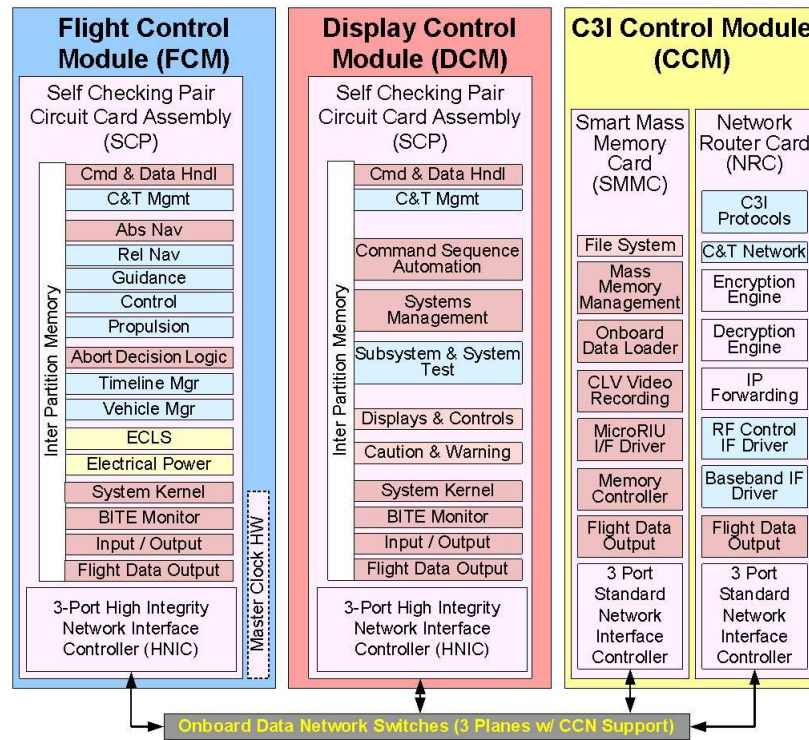 Flight Control
Module (FCM)
Self Checking Pair
Circuit Card Assembly
(SCP)
Inter Partition Memory
Cmd & Data Hndl
C&T Mgmt
Abs Nav
Rel Nav
Guidance
Control
Propulsion
Abort Decision Logic
Timeline Mgr
Vehicle Mgr
ECLS
Electrical Power
System Kernel
BITE Monitor
Input / Output
Flight Data Output
Master Clock HW
3-Port High Integrity
Network Interface
Controller (HNIC)
Display Control
Module (DCM)
Self Checking Pair
Circuit Card Assembly
(SCP)
Inter Partition Memory
Cmd & Data Hndl
C&T Mgmt
Command Sequence
Automation
Systems
Management
Subsystem & System
Test
Displays & Controls
Caution & Warning
System Kernel
BITE Monitor
Input / Output
Flight Data Output
3-Port High Integrity
Network Interface
Controller (HNIC)
C3I Control Module
(CCM)
Smart Mass
Memory Card
(SMMC)
File System
Mass
Memory
Management
Onboard
Data Loader
CLV Video
Recording
MicroRIU
I/F Driver
Memory
Controller
Flight Data
Output
3 Port
Standard
Network
Interface
Controller
Network
Router Card
(NRC)
C3I
Protocols
C&T Network
Encryption
Engine
Decryption
Engine
IP
Forwarding
RF Control
IF Driver
Baseband IF
Driver
Flight Data
Output
3 Port
Standard
Network
Interface
Controller
Onboard Data Network Switches (3 Planes w/ CCN Support)